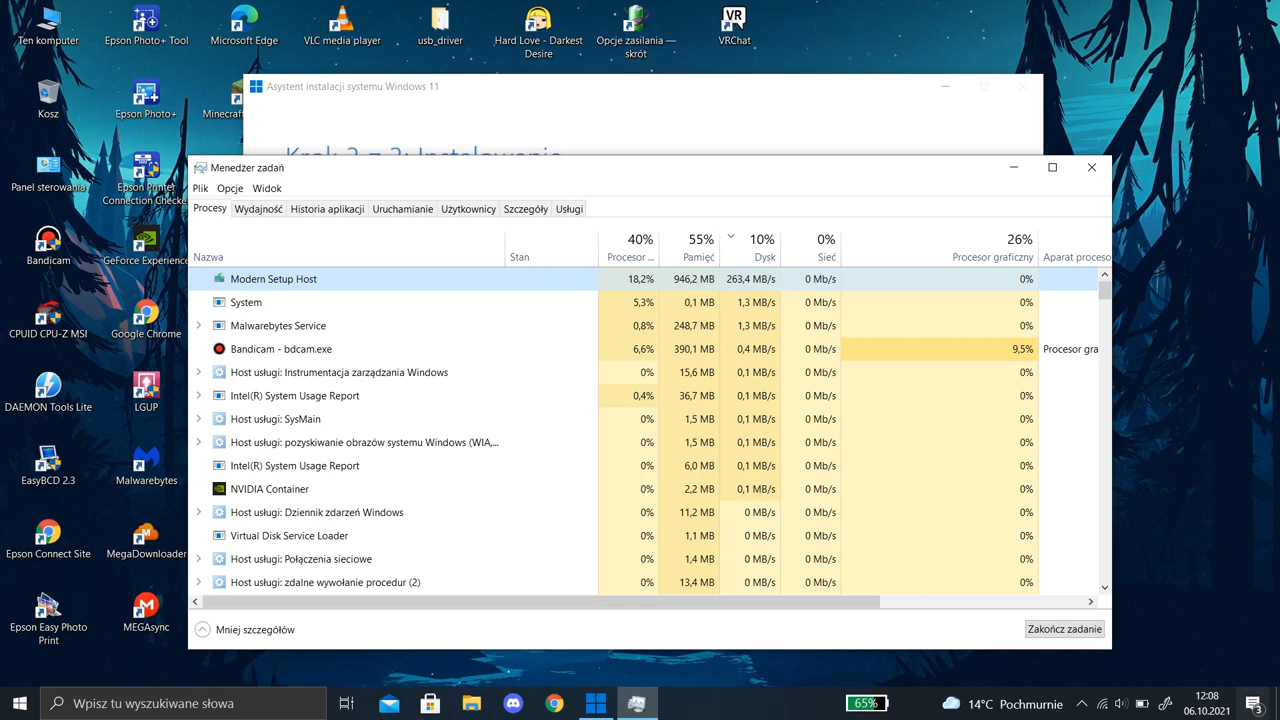 Ten komputer
Epson Photo+ Tool
Microsoft Edge
VLC media player
usb_driver
Hard Love - Darkest
Desire
Opcje zasilania —
skrót
VR
VRChat
Asystent instalacji systemu Windows 11
Kosz
Epson Photo+
Minecraf
Krok 3 z 3: Instalowanie
Menedżer zadań
Plik Opcje Widok
Panel sterowania
Epson Printer
Connection Checke
Procesy Wydajność Historia aplikacji Uruchamianie Użytkownicy Szczegóły Usługi
40% 55% 10% 0% 26%
Nazwa Stan Procesor ... Pamięć Dysk Sieć Procesor graficzny Aparat proceso
Bandicam
GeForce Experience
Modern Setup Host 18,2% 946,2 MB 263,4 MB/s 0 Mb/s 0%
System 5,3% 0,1 MB 1,3 MB/s 0 Mb/s 0%
Malwarebytes Service 0,8% 248,7 MB 1,3 MB/s 0 Mb/s 0%
CPUID CPU-Z MSI
Google Chrome
Bandicam - bdcam.exe 6,6% 390,1 MB 0,4 MB/s 0 Mb/s 9,5% Procesor gra
Host usługi: Instrumentacja zarządzania Windows 0% 15,6 MB 0,1 MB/s 0 Mb/s 0%
Intel(R) System Usage Report 0,4% 36,7 MB 0,1 MB/s 0 Mb/s 0%
DAEMON Tools Lite
LGUP
Host usługi: SysMain 0% 1,5 MB 0,1 MB/s 0 Mb/s 0%
Host usługi: pozyskiwanie obrazów systemu Windows (WIA,... 0% 1,5 MB 0,1 MB/s 0 Mb/s 0%
Intel(R) System Usage Report 0% 6,0 MB 0,1 MB/s 0 Mb/s 0%
EasyBCD 2.3
Malwarebytes
NVIDIA Container 0% 2,2 MB 0,1 MB/s 0 Mb/s 0%
Host usługi: Dziennik zdarzeń Windows 0% 11,2 MB 0 MB/s 0 Mb/s 0%
Virtual Disk Service Loader 0% 1,1 MB 0 MB/s 0 Mb/s 0%
Epson Connect Site
MegaDownloader
Host usługi: Połączenia sieciowe 0% 1,4 MB 0 MB/s 0 Mb/s 0%
Host usługi: zdalne wywołanie procedur (2) 0% 13,4 MB 0 MB/s 0 Mb/s 0%
Epson Easy Photo
Print
MEGAsync
Mniej szczegółów
Zakończ zadanie
Wpisz tu wyszukiwane słowa
65%
14°C Pochmurnie
12:08
06.10.2021
3